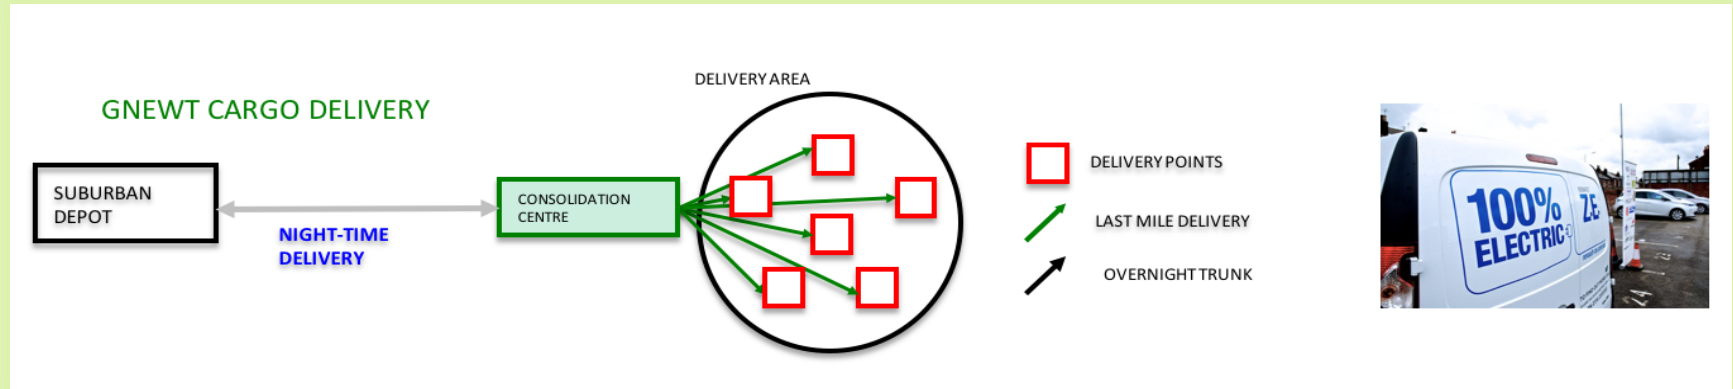 DELIVERY AREA
GNEWT CARGO DELIVERY
SUBURBAN
DEPOT
NIGHT-TIME
DELIVERY
CONSOLIDATION
CENTRE
DELIVERY POINTS
LAST MILE DELIVERY
OVERNIGHT TRUNK
100%
ELECTRIC
Z.E.